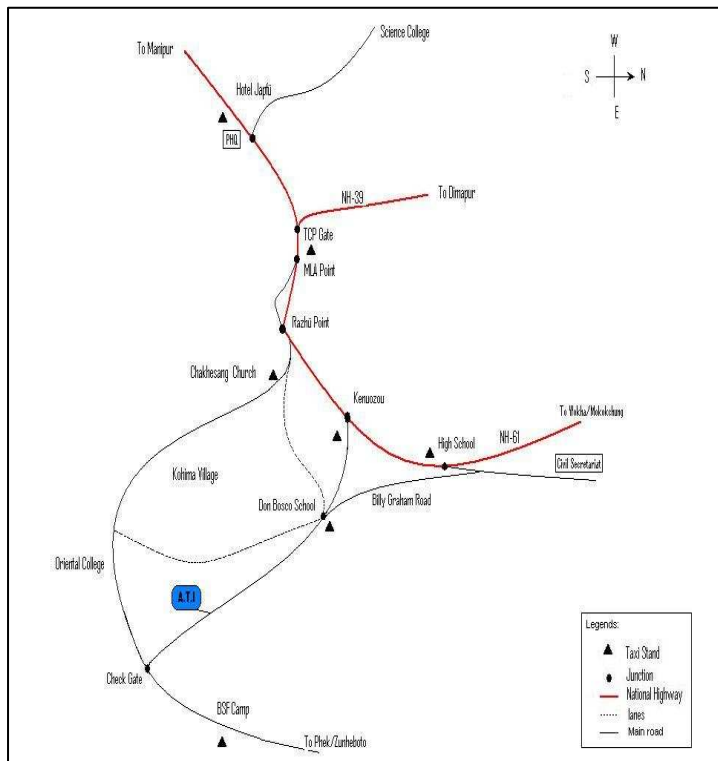 Science College
To Manipur
W
S
N
E
Hotel Japfü
PHQ
NH-39
To Dimapur
TCP Gate
MLA Point
Razhü Point
Chakhesang Church
Kenuozou
To Wokha/Mokokchung
High School
NH-61
Civil Secretariat
Kohima Village
Billy Graham Road
Don Bosco School
Oriental College
A.T.I
Check Gate
BSF Camp
To Phek/Zunheboto
Legends:
Taxi Stand
Junction
National Highway
lanes
Main road